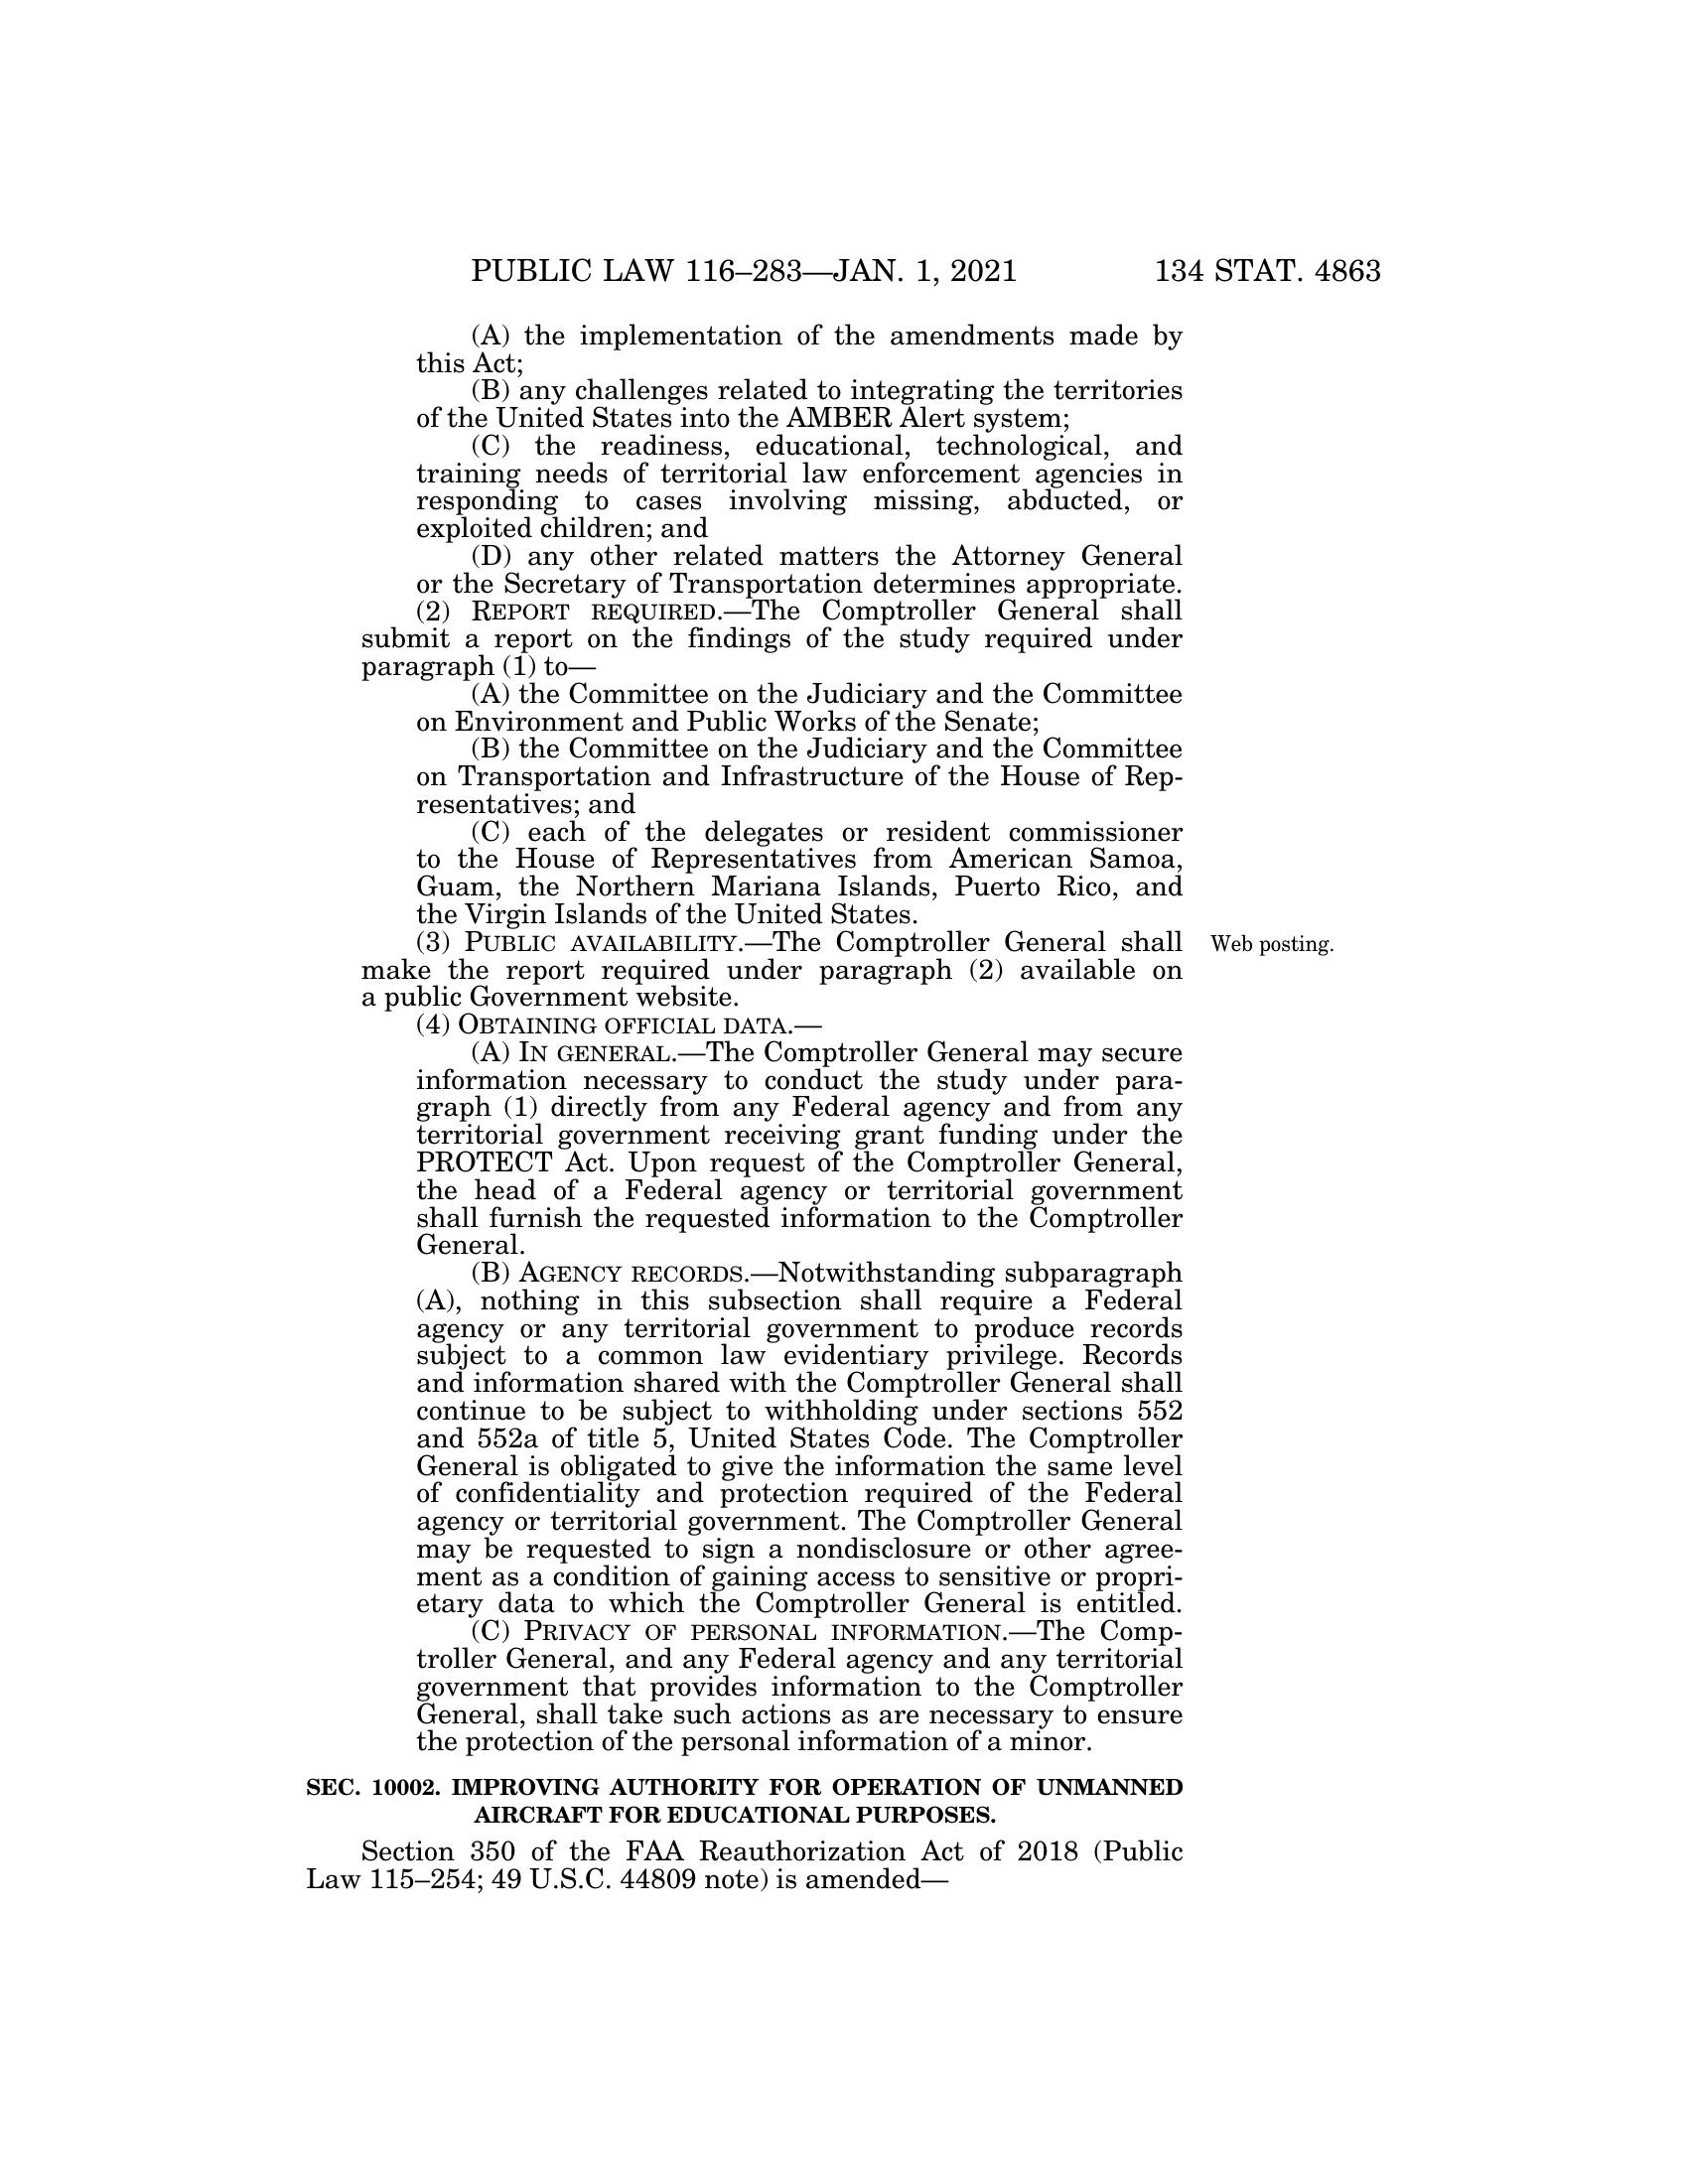 PUBLIC LAW 116–283—JAN. 1, 2021 134 STAT. 4863
(A) the implementation of the amendments made by
this Act;
(B) any challenges related to integrating the territories
of the United States into the AMBER Alert system;
(C) the readiness, educational, technological, and
training needs of territorial law enforcement agencies in
responding to cases involving missing, abducted, or
exploited children; and
(D) any other related matters the Attorney General
or the Secretary of Transportation determines appropriate.
(2) REPORT REQUIRED.—The Comptroller General shall
submit a report on the findings of the study required under
paragraph (1) to—
(A) the Committee on the Judiciary and the Committee
on Environment and Public Works of the Senate;
(B) the Committee on the Judiciary and the Committee
on Transportation and Infrastructure of the House of Rep-
resentatives; and
(C) each of the delegates or resident commissioner
to the House of Representatives from American Samoa,
Guam, the Northern Mariana Islands, Puerto Rico, and
the Virgin Islands of the United States.
(3) PUBLIC AVAILABILITY.—The Comptroller General shall Web posting.
make the report required under paragraph (2) available on
a public Government website.
(4) OBTAINING OFFICIAL DATA.—
(A) IN GENERAL.—The Comptroller General may secure
information necessary to conduct the study under para-
graph (1) directly from any Federal agency and from any
territorial government receiving grant funding under the
PROTECT Act. Upon request of the Comptroller General,
the head of a Federal agency or territorial government
shall furnish the requested information to the Comptroller
General.
(B) AGENCY RECORDS.—Notwithstanding subparagraph
(A), nothing in this subsection shall require a Federal
agency or any territorial government to produce records
subject to a common law evidentiary privilege. Records
and information shared with the Comptroller General shall
continue to be subject to withholding under sections 552
and 552a of title 5, United States Code. The Comptroller
General is obligated to give the information the same level
of confidentiality and protection required of the Federal
agency or territorial government. The Comptroller General
may be requested to sign a nondisclosure or other agree-
ment as a condition of gaining access to sensitive or propri-
etary data to which the Comptroller General is entitled.
(C) PRIVACY OF PERSONAL INFORMATION.—The Comp-
troller General, and any Federal agency and any territorial
government that provides information to the Comptroller
General, shall take such actions as are necessary to ensure
the protection of the personal information of a minor.
SEC. 10002. IMPROVING AUTHORITY FOR OPERATION OF UNMANNED
AIRCRAFT FOR EDUCATIONAL PURPOSES.
Section 350 of the FAA Reauthorization Act of 2018 (Public
Law 115–254; 49 U.S.C. 44809 note) is amended—